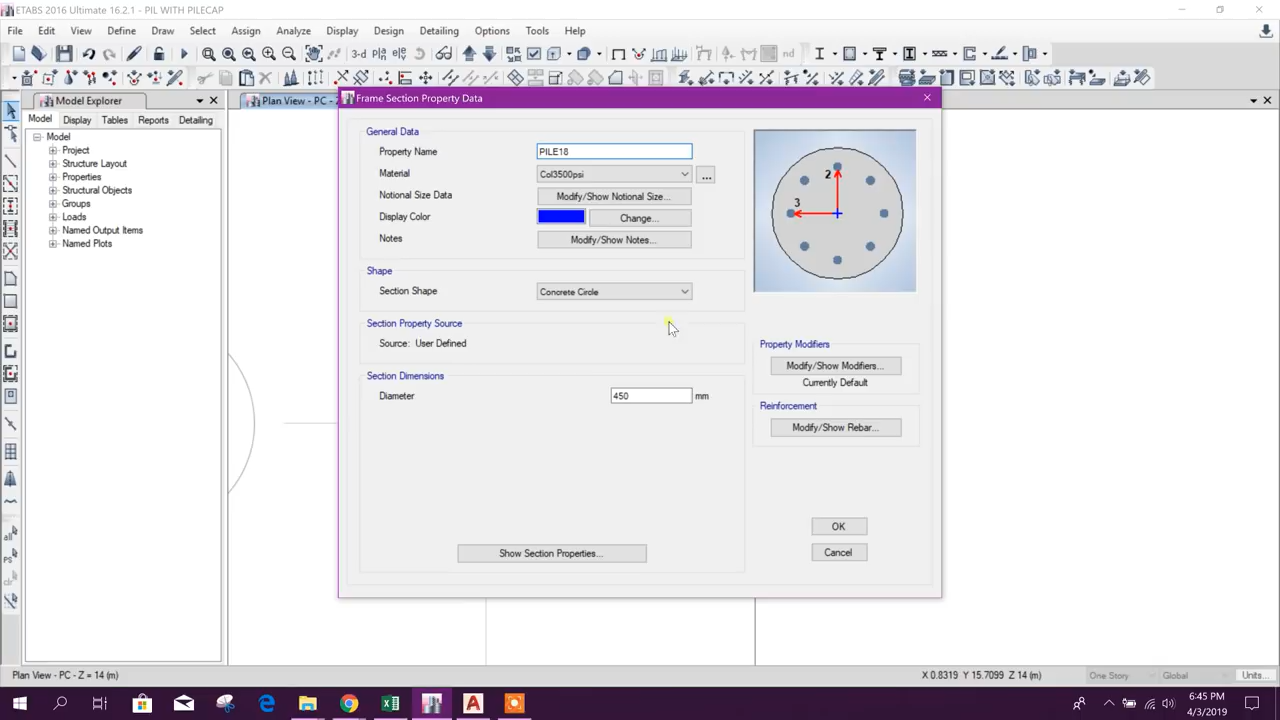 ETABS 2016 Ultimate 16.2.1 - PIL WITH PILECAP
File Edit View Define Draw Select Assign Analyze Display Design Detailing Options Tools Help
3-d
nd
Model Explorer
Plan View - PC - Z
Model Display Tables Reports Detailing
Model
Project
Structure Layout
Properties
Structural Objects
Groups
Loads
Named Output Items
Named Plots
all
PS
clr
Frame Section Property Data
General Data
Property Name PILE18
Material Col3500psi ...
Notional Size Data Modify/Show Notional Size...
Display Color Change...
Notes Modify/Show Notes...
Shape
Section Shape Concrete Circle
Section Property Source
Source: User Defined
Section Dimensions
Diameter 450 mm
Show Section Properties...
2
3
Property Modifiers
Modify/Show Modifiers...
Currently Default
Reinforcement
Modify/Show Rebar...
OK
Cancel
Plan View - PC - Z = 14 (m) X 0.8319 Y 15.7099 Z 14 (m) One Story Global Units...
6:45 PM
4/3/2019